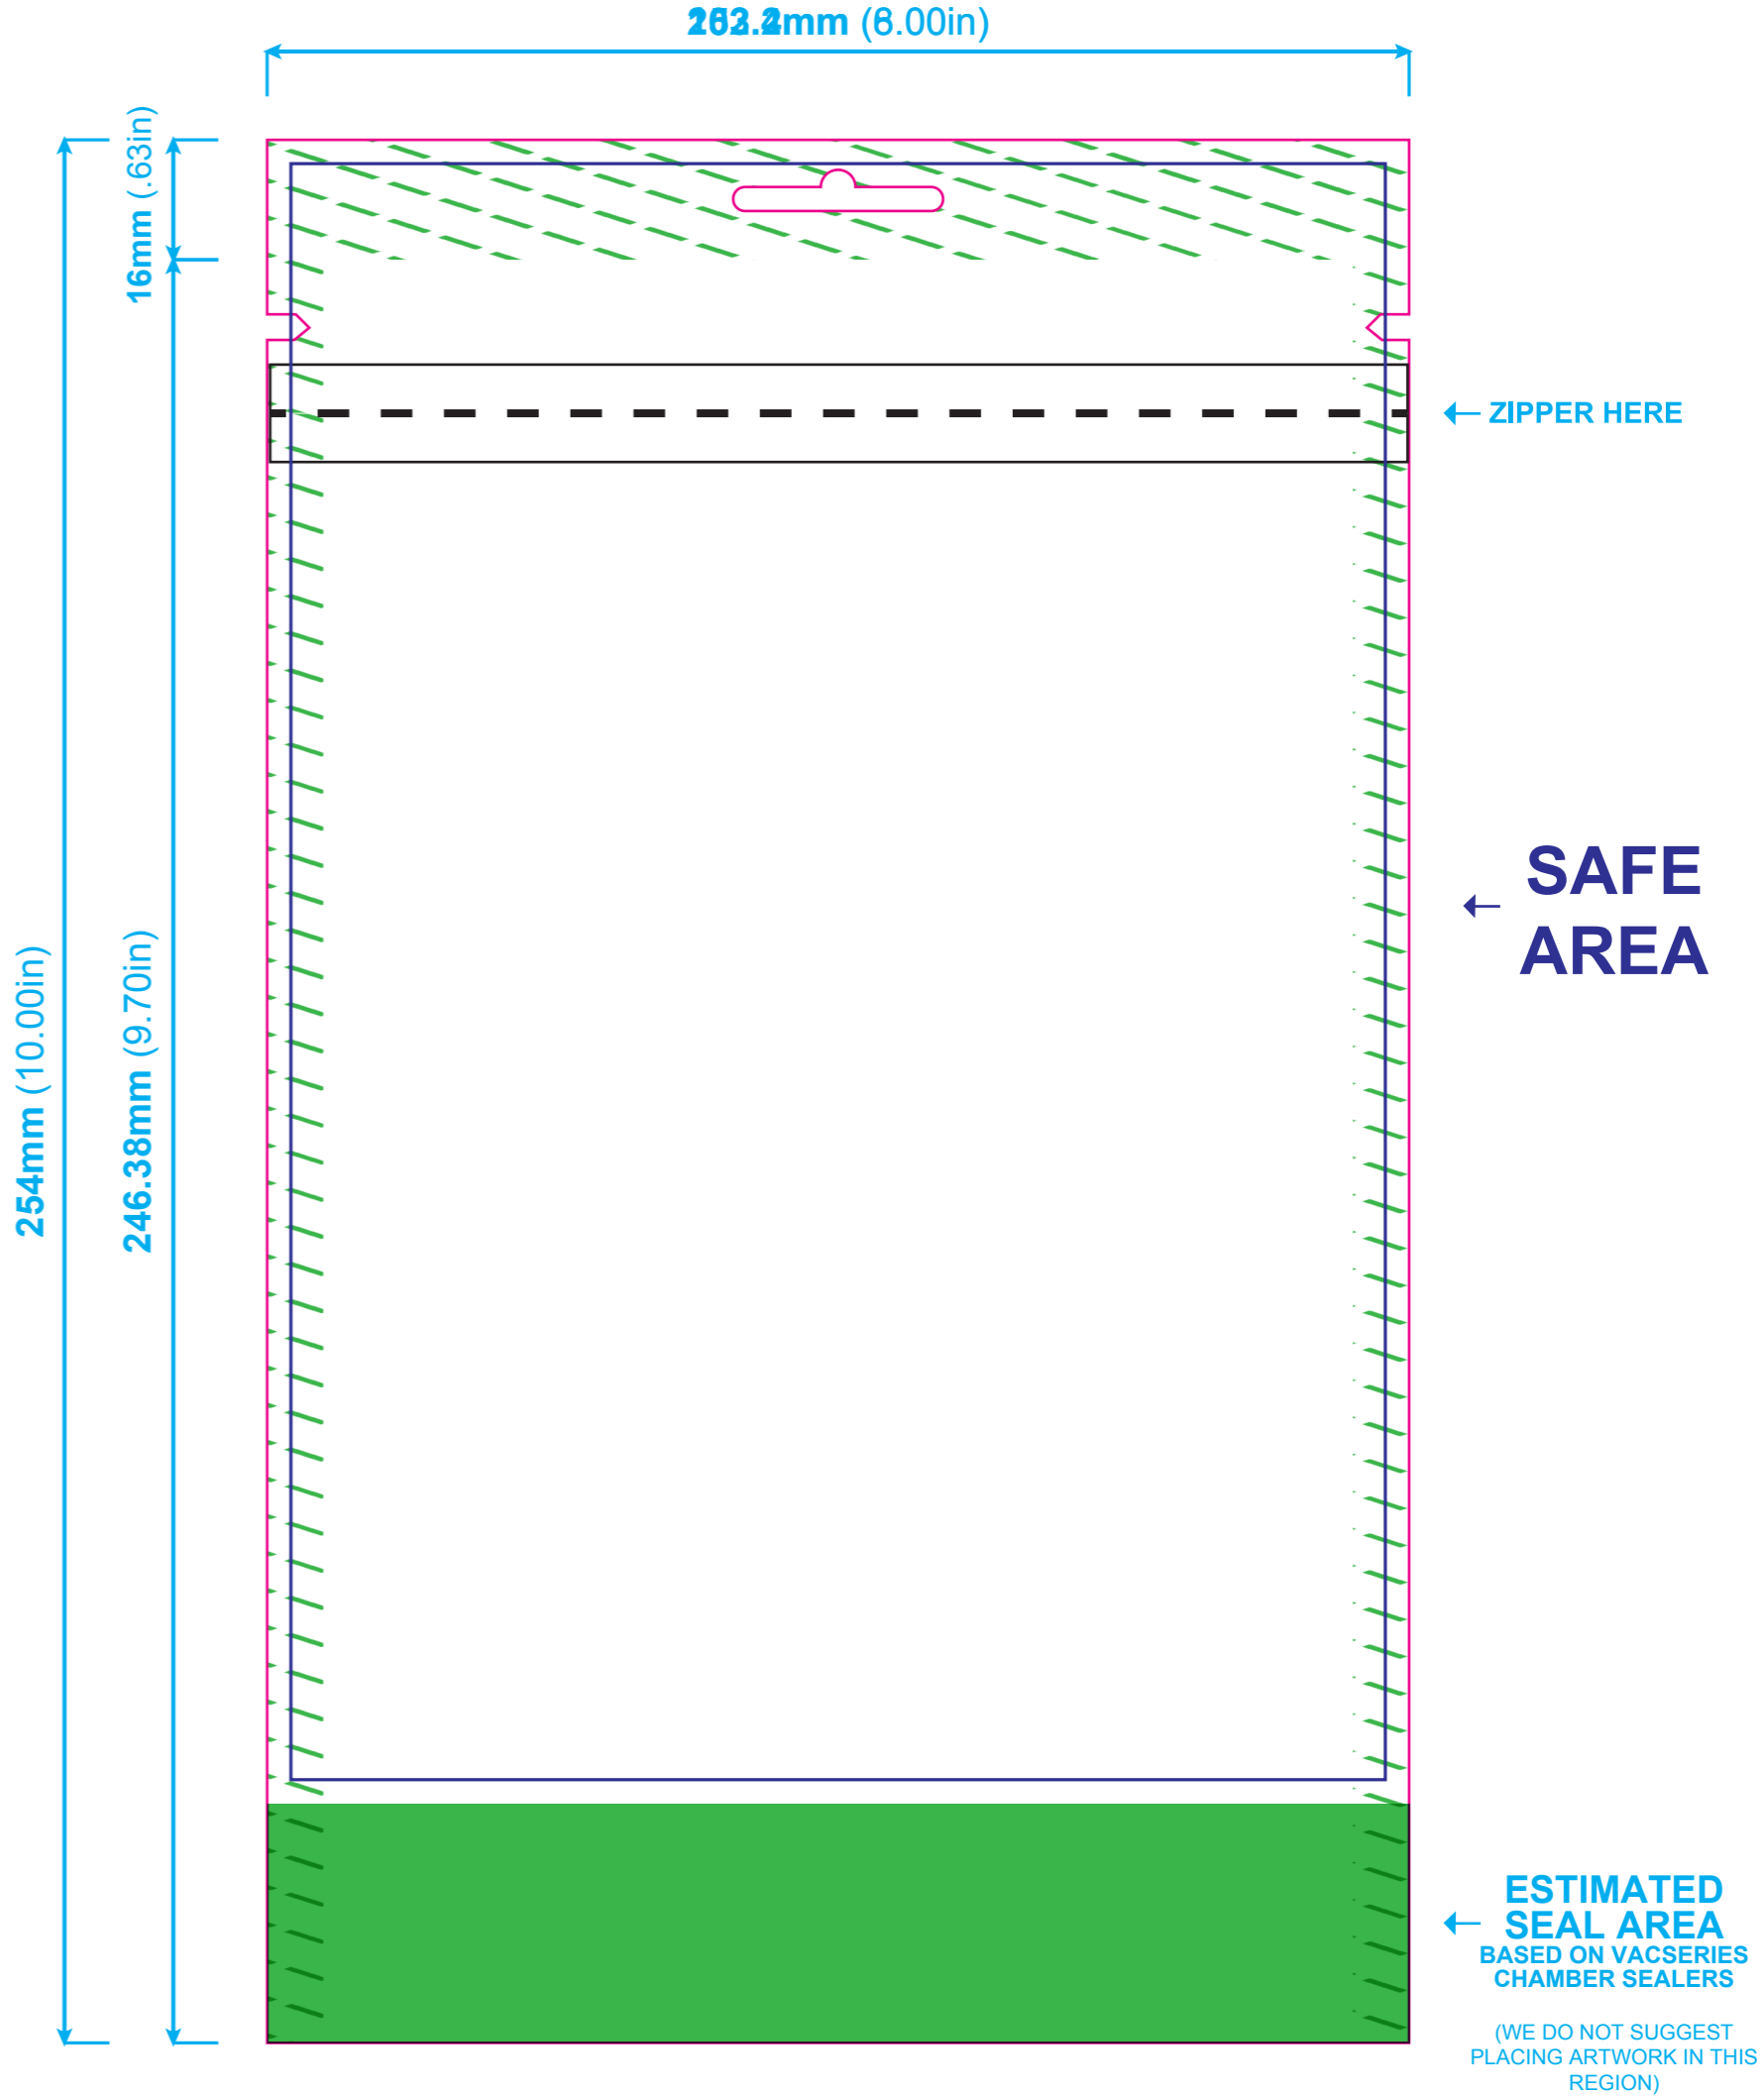 (6.00in)
16mm (.63in)
ZIPPER HERE
SAFE
AREA
254mm (10.00in)
246.38mm (9.70in)
ESTIMATED
SEAL AREA
BASED ON VACSERIES
CHAMBER SEALERS
(WE DO NOT SUGGEST
PLACING ARTWORK IN THIS
REGION)